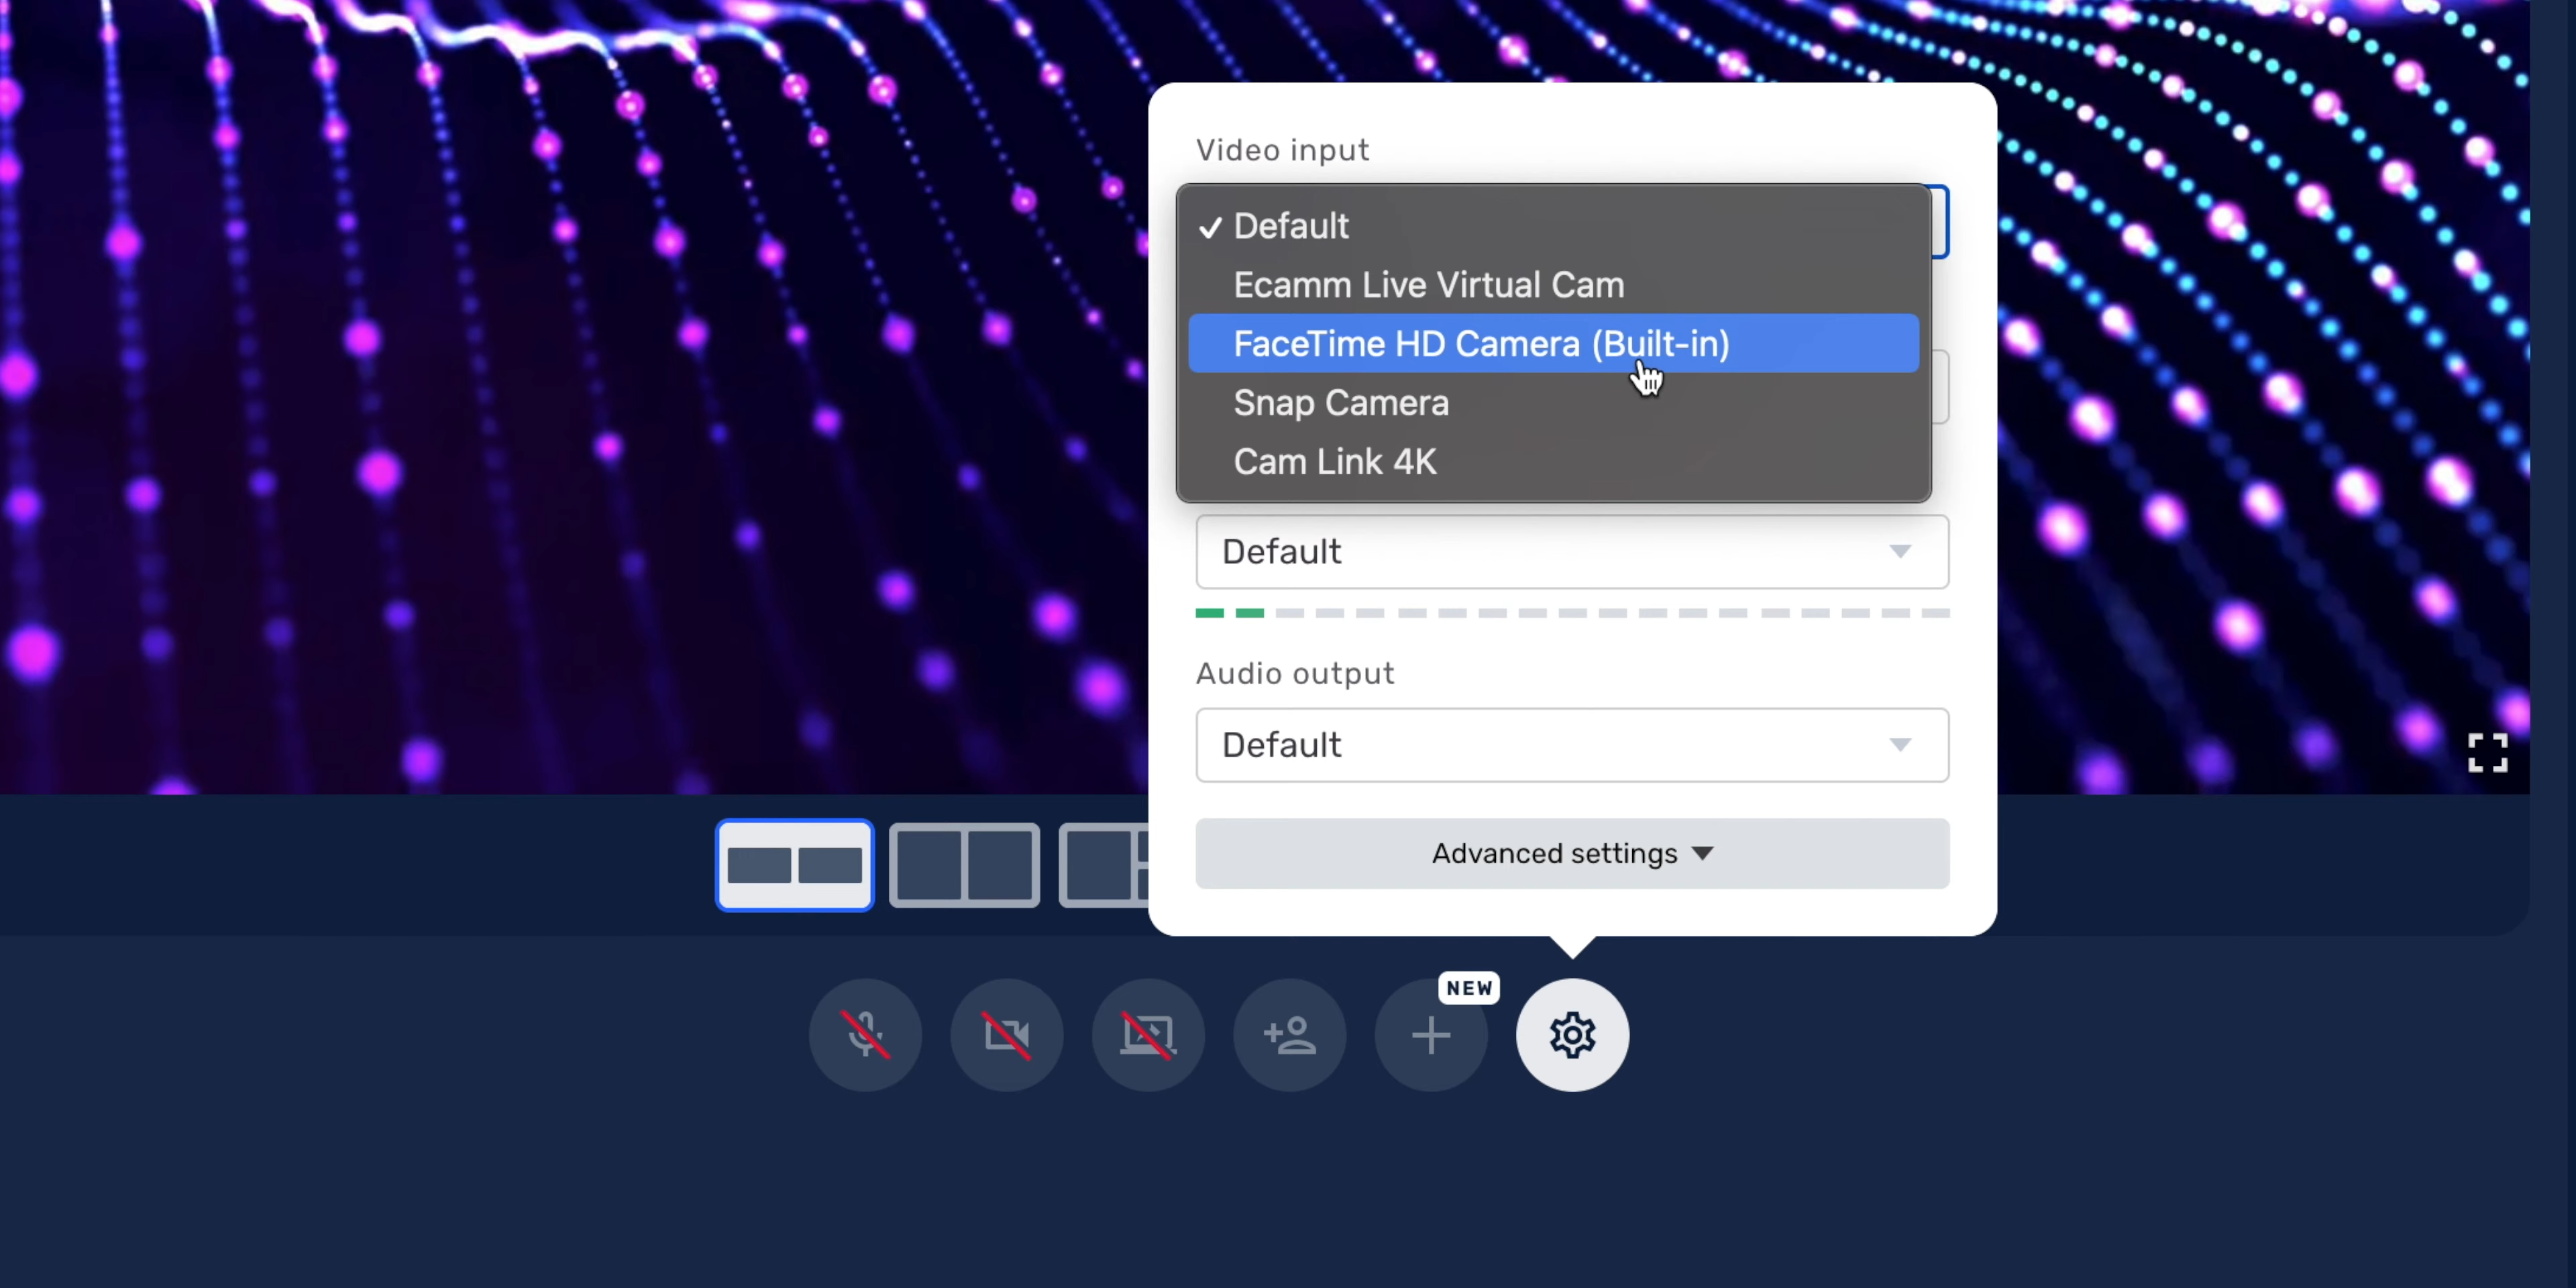 Video input
✓ Default
Ecamm Live Virtual Cam
FaceTime HD Camera (Built-in)
Snap Camera
Cam Link 4K
Default
Audio output
Default
Advanced settings
NEW